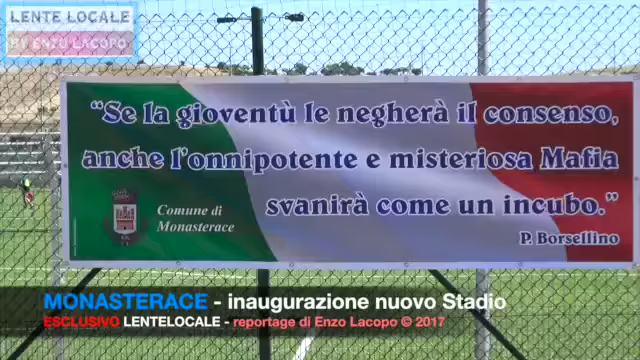 LENTE LOCALE
BY ENZO LACOPO
“Se la gioventù le negherà il consenso,
anche l'onnipotente e misteriosa Mafia
svanirà come un incubo.”
Comune di
Monasterace
P. Borsellino
MONASTERACE - inaugurazione nuovo Stadio
ESCLUSIVO LENTELOCALE - reportage di Enzo Lacopo © 2017